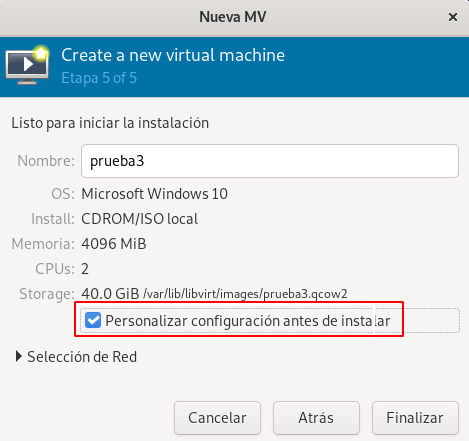 Nueva MV
Create a new virtual machine
Etapa 5 of 5
Listo para iniciar la instalación
Nombre: prueba3
OS: Microsoft Windows 10
Install: CDROM/ISO local
Memoria: 4096 MiB
CPUs: 2
Storage: 40.0 GiB /var/lib/libvirt/images/prueba3.qcow2
Personalizar configuración antes de instalar
Selección de Red
Cancelar Atrás Finalizar